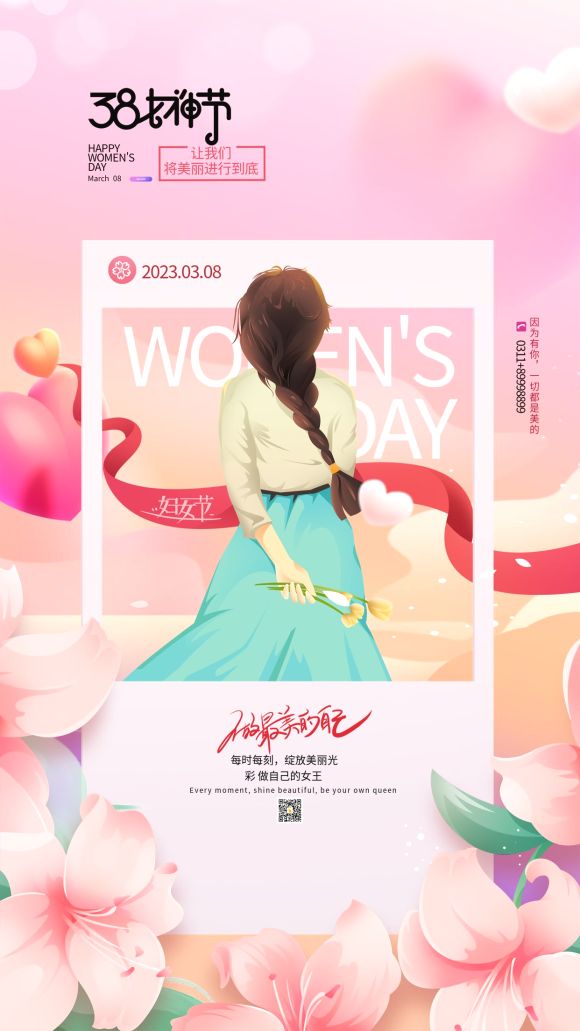 38女神节
HAPPY
WOMEN'S
DAY
March 08
让我们
将美丽进行到底
2023.03.08
WOMEN'S
DAY
因为有你，一切都是美的
0311+89998899
妇女节
做最美的自己
每时每刻，绽放美丽光
彩 做自己的女王
Every moment, shine beautiful, be your own queen